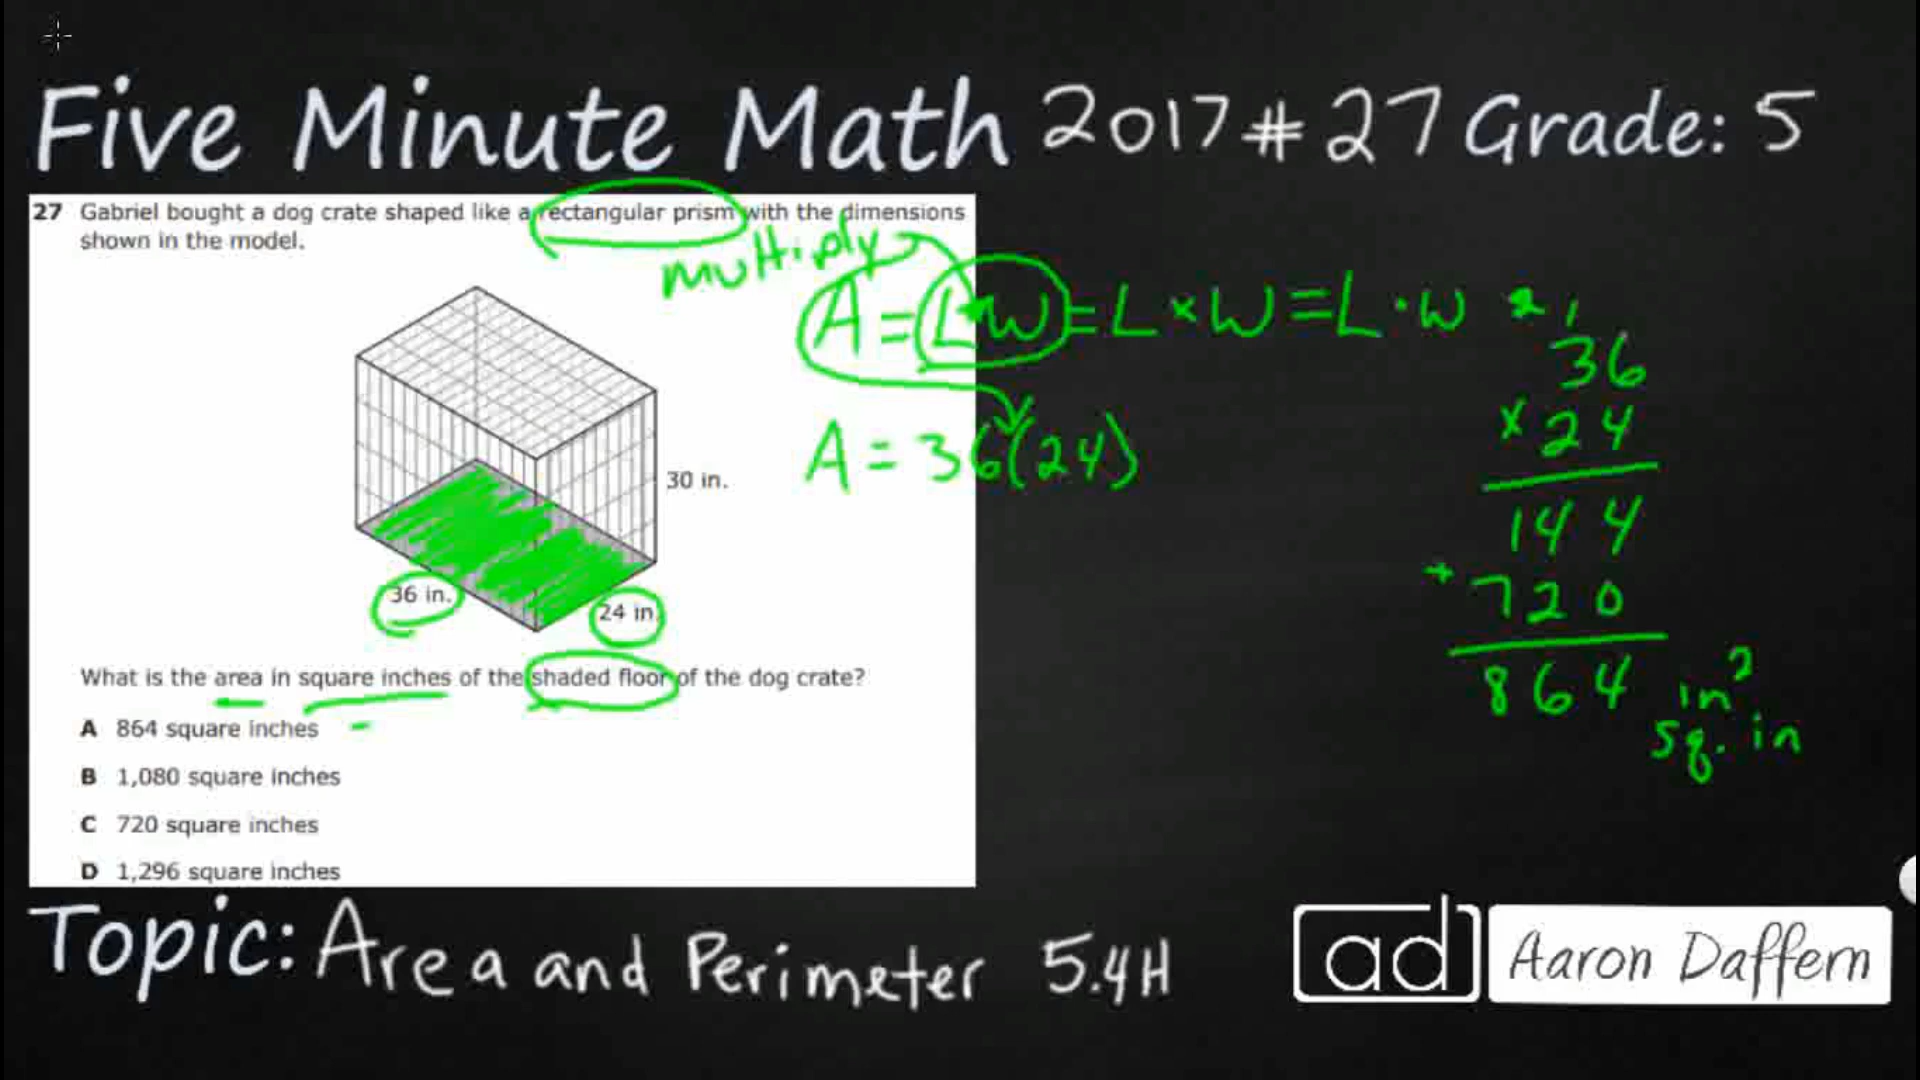 Five Minute Math 2017 # 27 Grade: 5
27 Gabriel bought a dog crate shaped like a rectangular prism with the dimensions
shown in the model.
multiply
A = LW = L × W = L · W
A = 36(24)
30 in.
36 in.
24 in.
2 1
36
× 24
144
+ 720
864 in²
sq. in
What is the area in square inches of the shaded floor of the dog crate?
A 864 square inches
B 1,080 square inches
C 720 square inches
D 1,296 square inches
Topic: Area and Perimeter 5.4H
ad Aaron Daffern